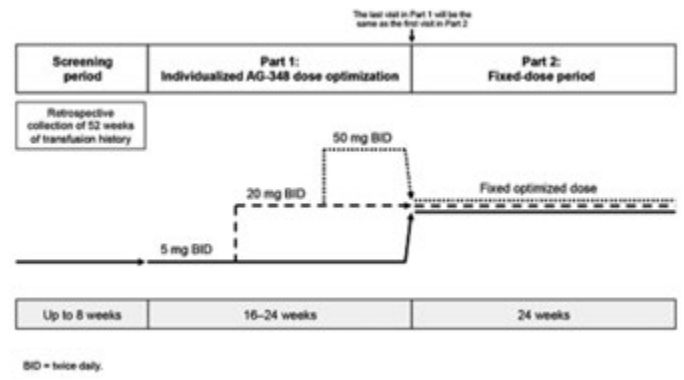 The last visit in Part 1 will be the
same as the first visit in Part 2
Screening
period
Part 1:
Individualized AG-348 dose optimization
Part 2:
Fixed-dose period
Retrospective
collection of 52 weeks
of transfusion history
50 mg BID
20 mg BID
Fixed optimized dose
5 mg BID
Up to 8 weeks
16–24 weeks
24 weeks
BID = twice daily.